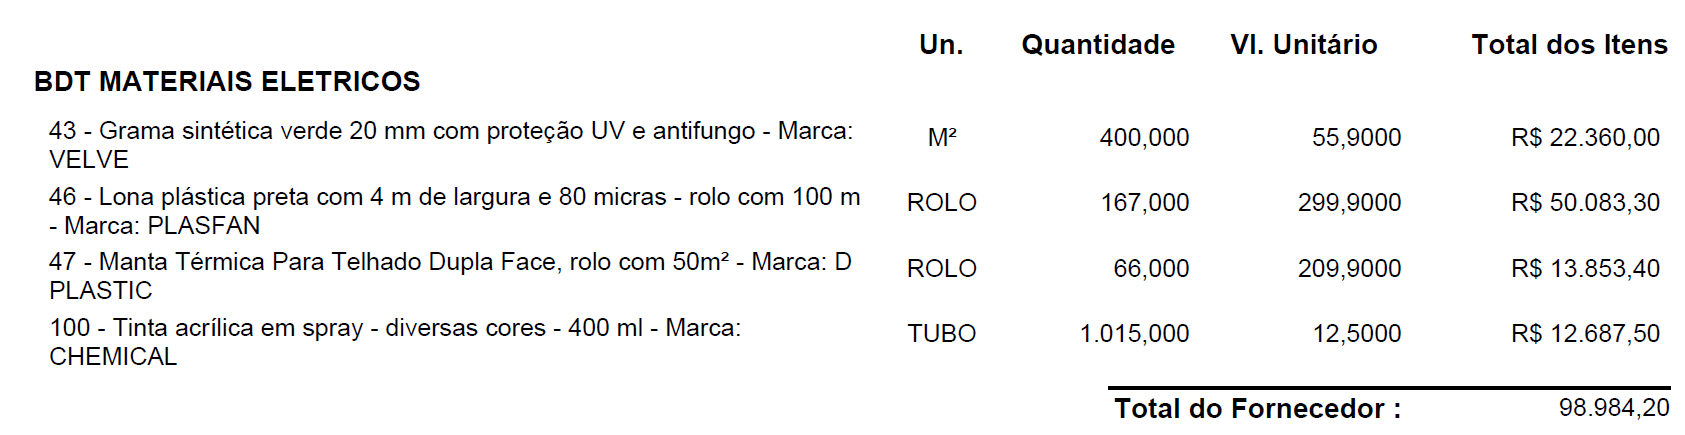 Un. Quantidade Vl. Unitário Total dos Itens
BDT MATERIAIS ELETRICOS
43 - Grama sintética verde 20 mm com proteção UV e antifungo - Marca:
VELVE
M² 400,000 55,9000 R$ 22.360,00
46 - Lona plástica preta com 4 m de largura e 80 micras - rolo com 100 m
- Marca: PLASFAN
ROLO 167,000 299,9000 R$ 50.083,30
47 - Manta Térmica Para Telhado Dupla Face, rolo com 50m² - Marca: D
PLASTIC
ROLO 66,000 209,9000 R$ 13.853,40
100 - Tinta acrílica em spray - diversas cores - 400 ml - Marca:
CHEMICAL
TUBO 1.015,000 12,5000 R$ 12.687,50
Total do Fornecedor : 98.984,20